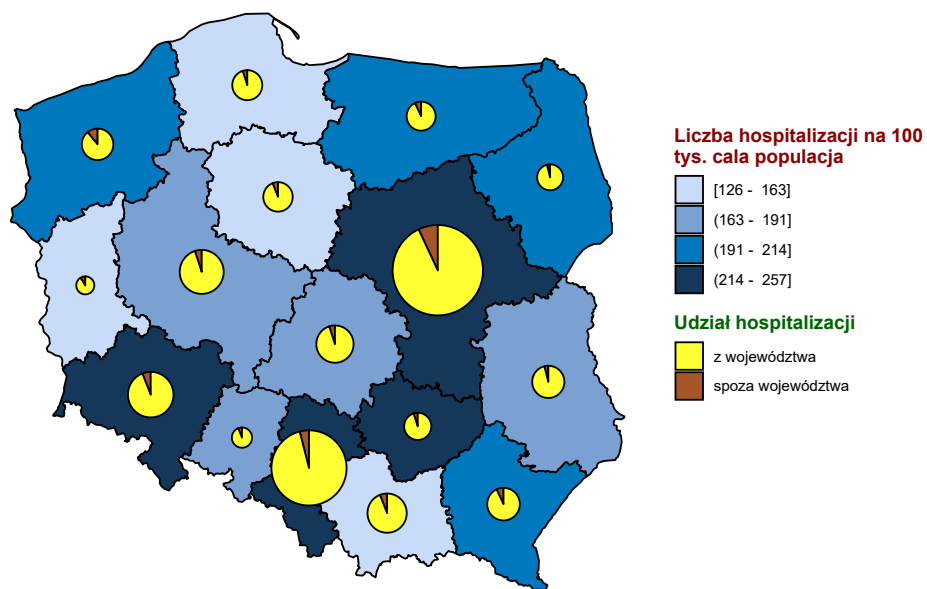 Liczba hospitalizacji na 100
tys. cala populacja
[126 - 163]
(163 - 191]
(191 - 214]
(214 - 257]
Udział hospitalizacji
z województwa
spoza województwa